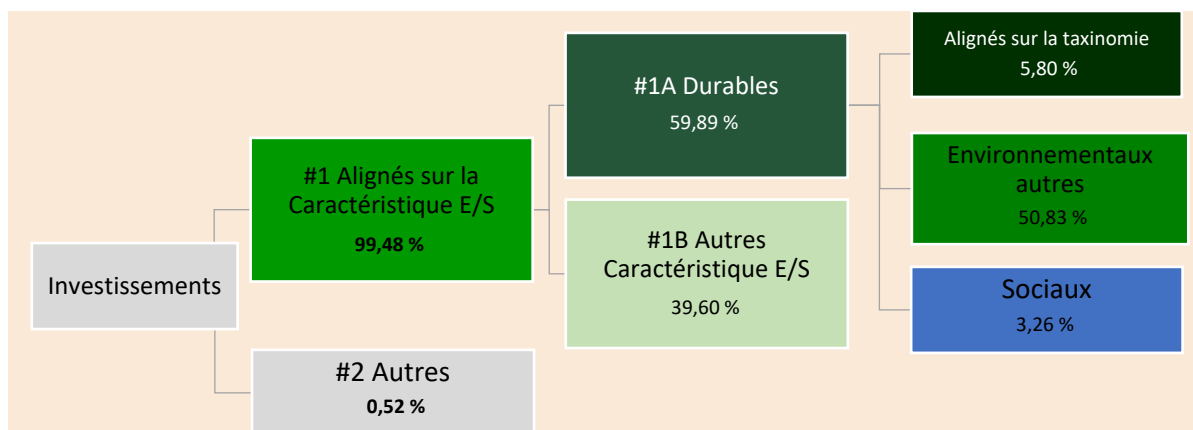 Investissements
#1 Alignés sur la
Caractéristique E/S
99,48 %
#2 Autres
0,52 %
#1A Durables
59,89 %
#1B Autres
Caractéristique E/S
39,60 %
Alignés sur la taxinomie
5,80 %
Environnementaux
autres
50,83 %
Sociaux
3,26 %